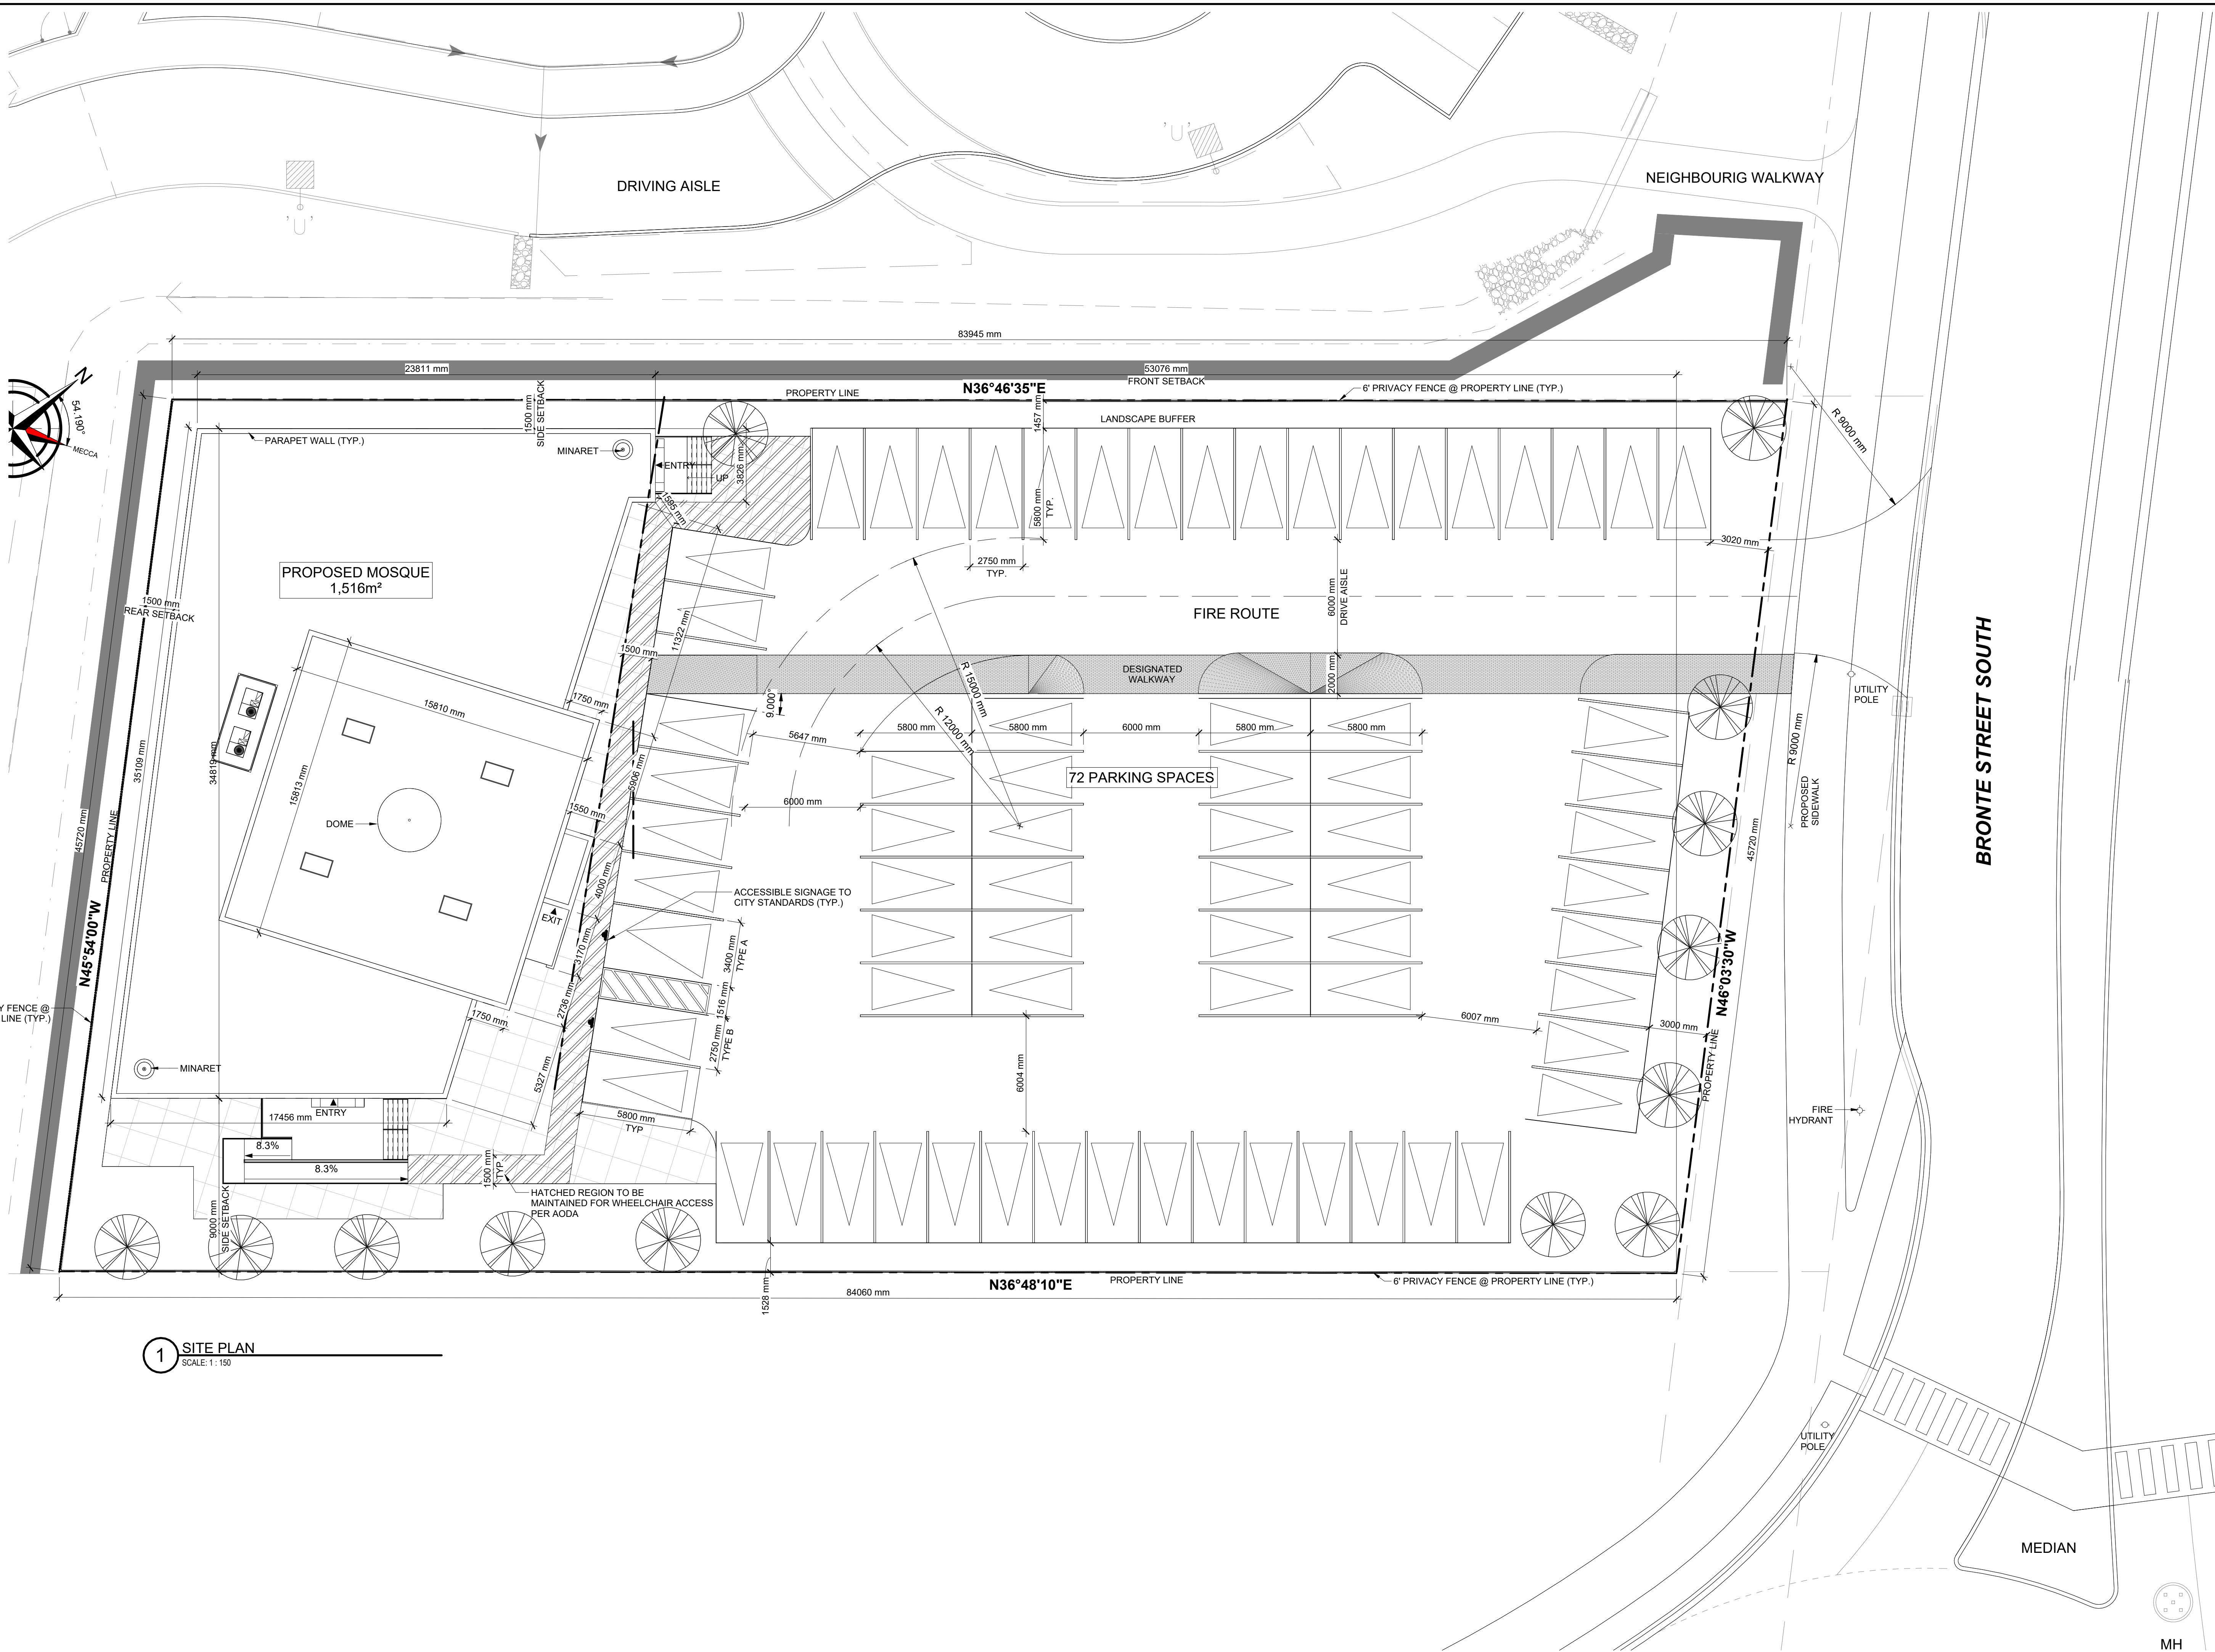 DRIVING AISLE
NEIGHBOURIG WALKWAY
83945 mm
23811 mm
53076 mm
FRONT SETBACK
N36°46'35"E
PROPERTY LINE
6' PRIVACY FENCE @ PROPERTY LINE (TYP.)
N
54.190°
MECCA
1500 mm
SIDE SETBACK
1457 mm
LANDSCAPE BUFFER
R 9000 mm
PARAPET WALL (TYP.)
MINARET
ENTRY
UP
3826 mm
1595 mm
5800 mm
TYP.
2750 mm
TYP.
3020 mm
PROPOSED MOSQUE
1,516m²
1500 mm
REAR SETBACK
11322 mm
6000 mm
DRIVE AISLE
FIRE ROUTE
1500 mm
DESIGNATED
WALKWAY
2000 mm
R 15000 mm
R 12000 mm
9.000°
1750 mm
15810 mm
5647 mm
5800 mm
5800 mm
6000 mm
5800 mm
5800 mm
UTILITY
POLE
BRONTE STREET SOUTH
R 9000 mm
PROPOSED
SIDEWALK
35109 mm
34819 mm
15813 mm
5906 mm
72 PARKING SPACES
6000 mm
1550 mm
DOME
45720 mm
PROPERTY LINE
45720 mm
4000 mm
ACCESSIBLE SIGNAGE TO
CITY STANDARDS (TYP.)
EXIT
N45°54'00"W
3170 mm
3400 mm
TYPE A
N46°03'30"W
Y FENCE @
LINE (TYP.)
2736 mm
1516 mm
1750 mm
2750 mm
TYPE B
6007 mm
3000 mm
PROPERTY LINE
MINARET
5327 mm
6004 mm
17456 mm
ENTRY
5800 mm
TYP
FIRE
HYDRANT
8.3%
8.3%
1500 mm
TYP
HATCHED REGION TO BE
MAINTAINED FOR WHEELCHAIR ACCESS
PER AODA
9000 mm
SIDE SETBACK
1528 mm
N36°48'10"E
PROPERTY LINE
6' PRIVACY FENCE @ PROPERTY LINE (TYP.)
84060 mm
1
SITE PLAN
SCALE: 1 : 150
UTILITY
POLE
MEDIAN
MH